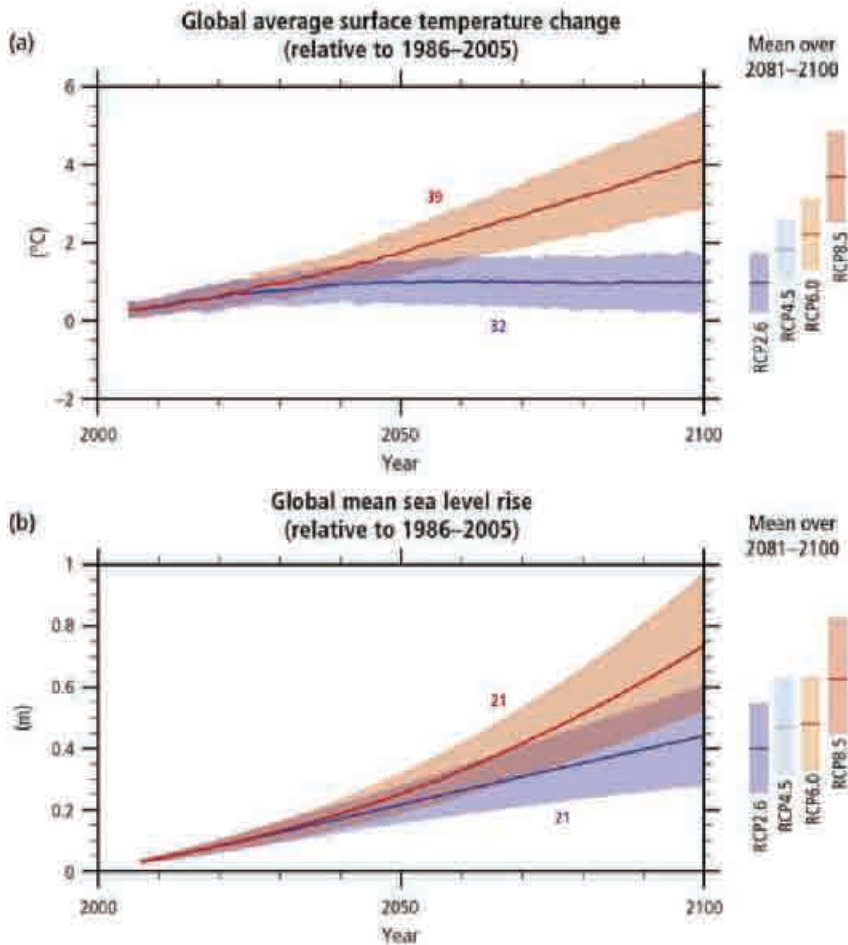 Global average surface temperature change
(relative to 1986–2005)
(a)
Mean over
2081–2100
6
4
2
0
−2
(°C)
39
32
2000
2050
2100
Year
RCP2.6
RCP4.5
RCP6.0
RCP8.5
Global mean sea level rise
(relative to 1986–2005)
(b)
Mean over
2081–2100
1
0.8
0.6
0.4
0.2
0
(m)
21
21
2000
2050
2100
Year
RCP2.6
RCP4.5
RCP6.0
RCP8.5